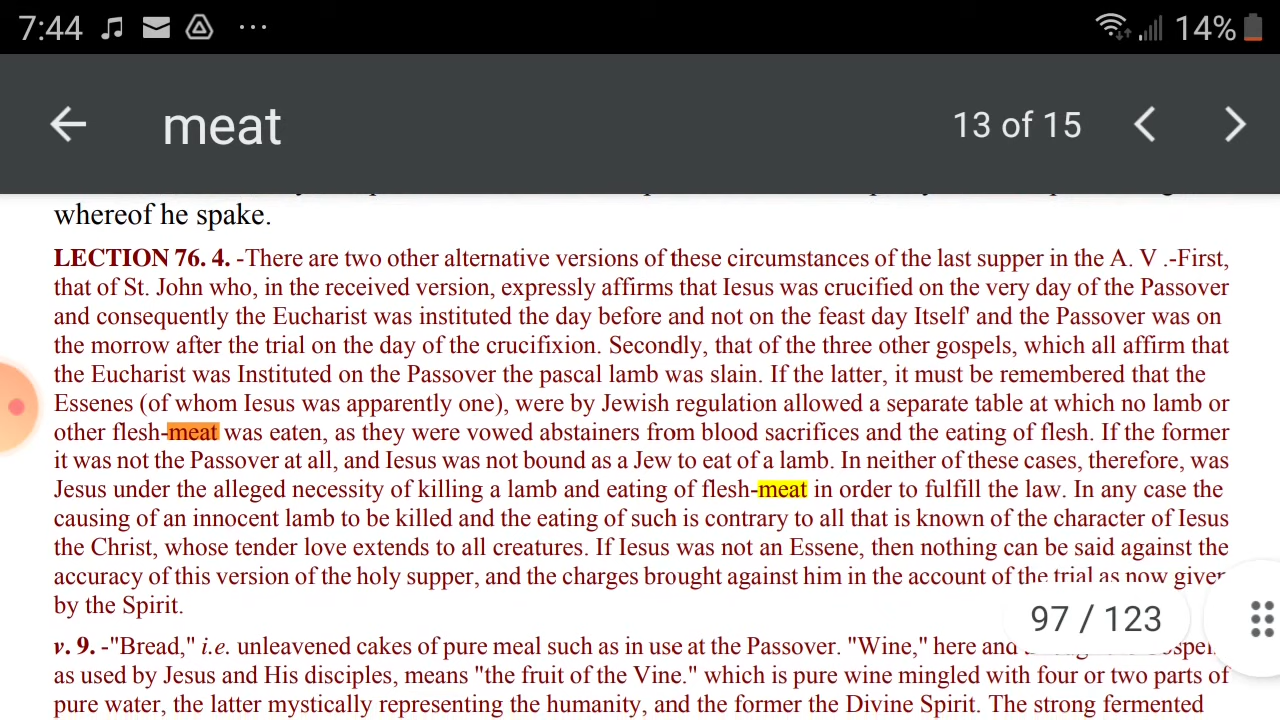 7:44 ... 14%
meat 13 of 15
whereof he spake.
LECTION 76. 4. -There are two other alternative versions of these circumstances of the last supper in the A. V .-First,
that of St. John who, in the received version, expressly affirms that Iesus was crucified on the very day of the Passover
and consequently the Eucharist was instituted the day before and not on the feast day Itself' and the Passover was on
the morrow after the trial on the day of the crucifixion. Secondly, that of the three other gospels, which all affirm that
the Eucharist was Instituted on the Passover the pascal lamb was slain. If the latter, it must be remembered that the
Essenes (of whom Iesus was apparently one), were by Jewish regulation allowed a separate table at which no lamb or
other flesh-meat was eaten, as they were vowed abstainers from blood sacrifices and the eating of flesh. If the former
it was not the Passover at all, and Iesus was not bound as a Jew to eat of a lamb. In neither of these cases, therefore, was
Jesus under the alleged necessity of killing a lamb and eating of flesh-meat in order to fulfill the law. In any case the
causing of an innocent lamb to be killed and the eating of such is contrary to all that is known of the character of Iesus
the Christ, whose tender love extends to all creatures. If Iesus was not an Essene, then nothing can be said against the
accuracy of this version of the holy supper, and the charges brought against him in the account of the trial as now given
by the Spirit.
97 / 123
v. 9. -"Bread," i.e. unleavened cakes of pure meal such as in use at the Passover. "Wine," here and
as used by Jesus and His disciples, means "the fruit of the Vine." which is pure wine mingled with four or two parts of
pure water, the latter mystically representing the humanity, and the former the Divine Spirit. The strong fermented